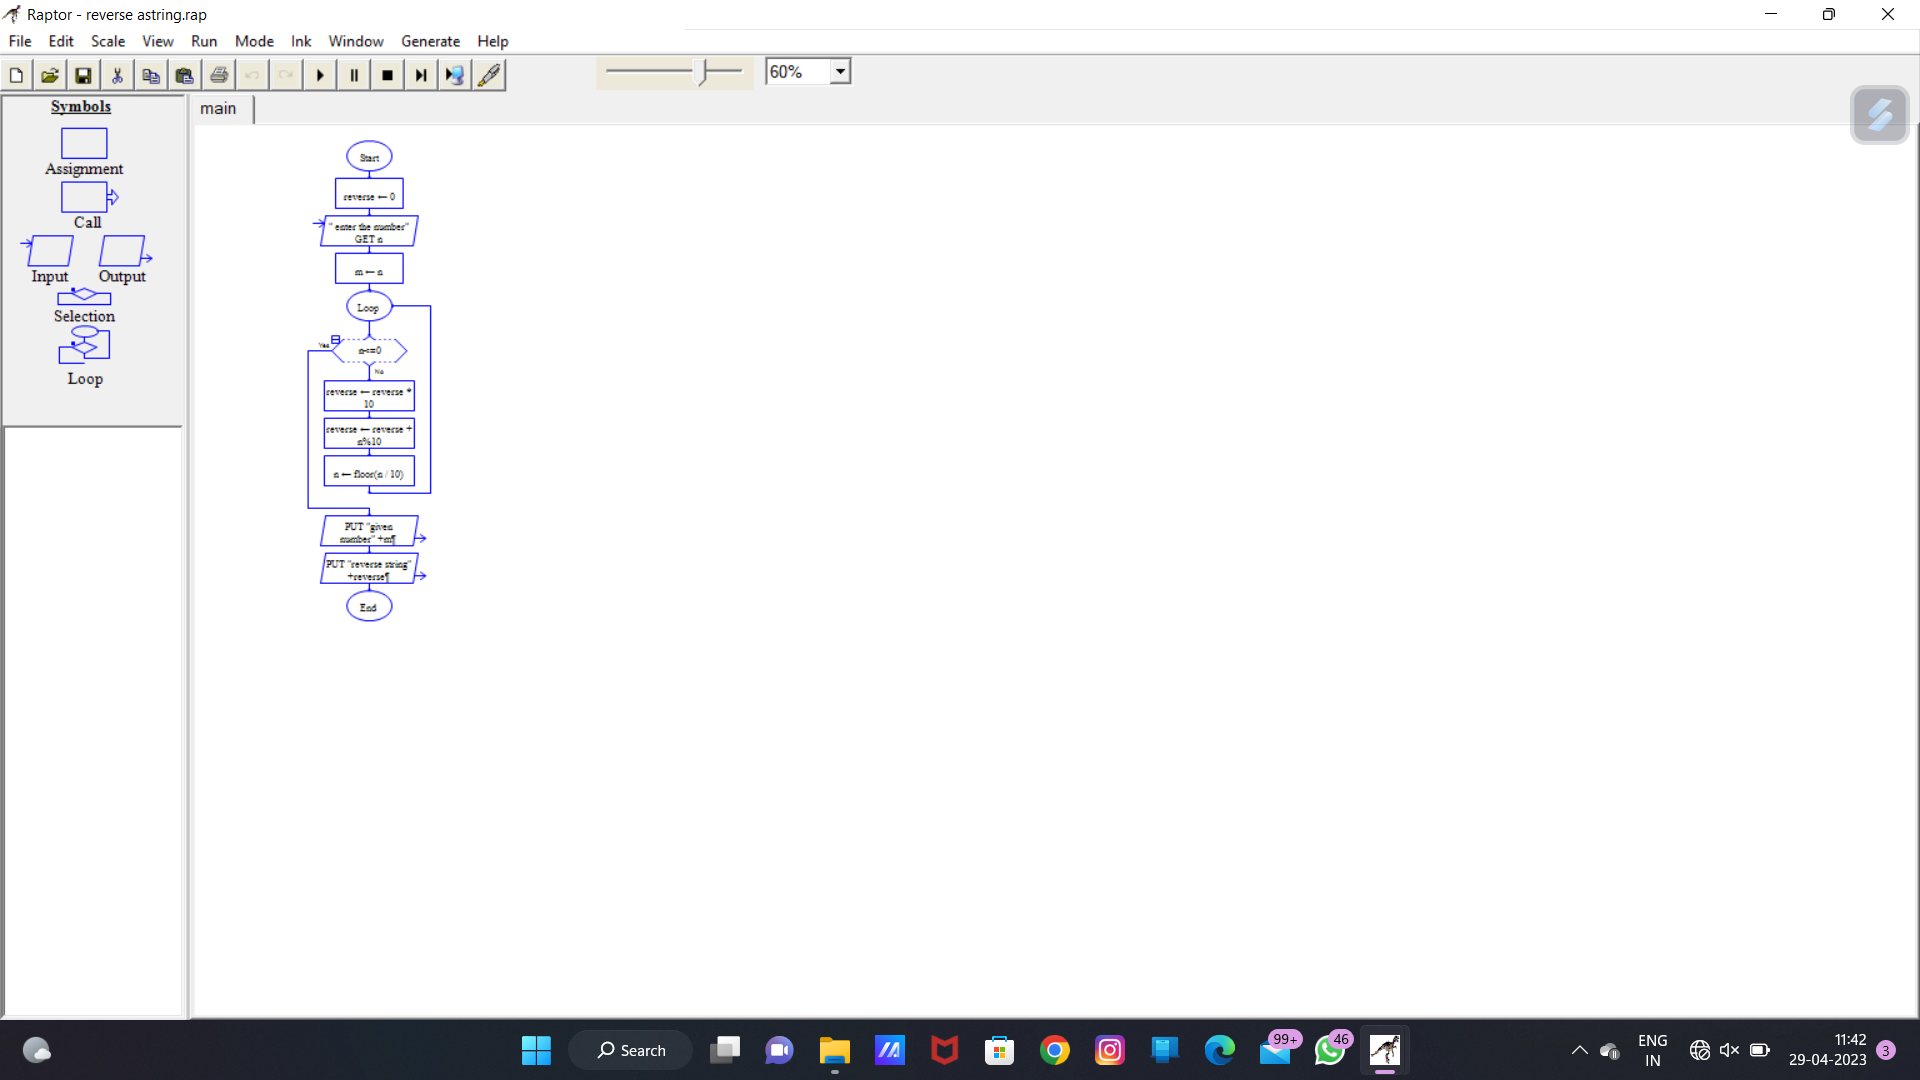 Raptor - reverse astring.rap
File Edit Scale View Run Mode Ink Window Generate Help
60%
Symbols
Assignment
Call
Input Output
Selection
Loop
main
Start
reverse ← 0
" enter the number"
GET n
m ← n
Loop
Yes
n<=0
No
reverse ← reverse *
10
reverse ← reverse +
n%10
n ← floor(n / 10)
PUT "given
number" +m¶
PUT "reverse string"
+reverse¶
End
Search
99+
46
ENG
IN
11:42
29-04-2023
3